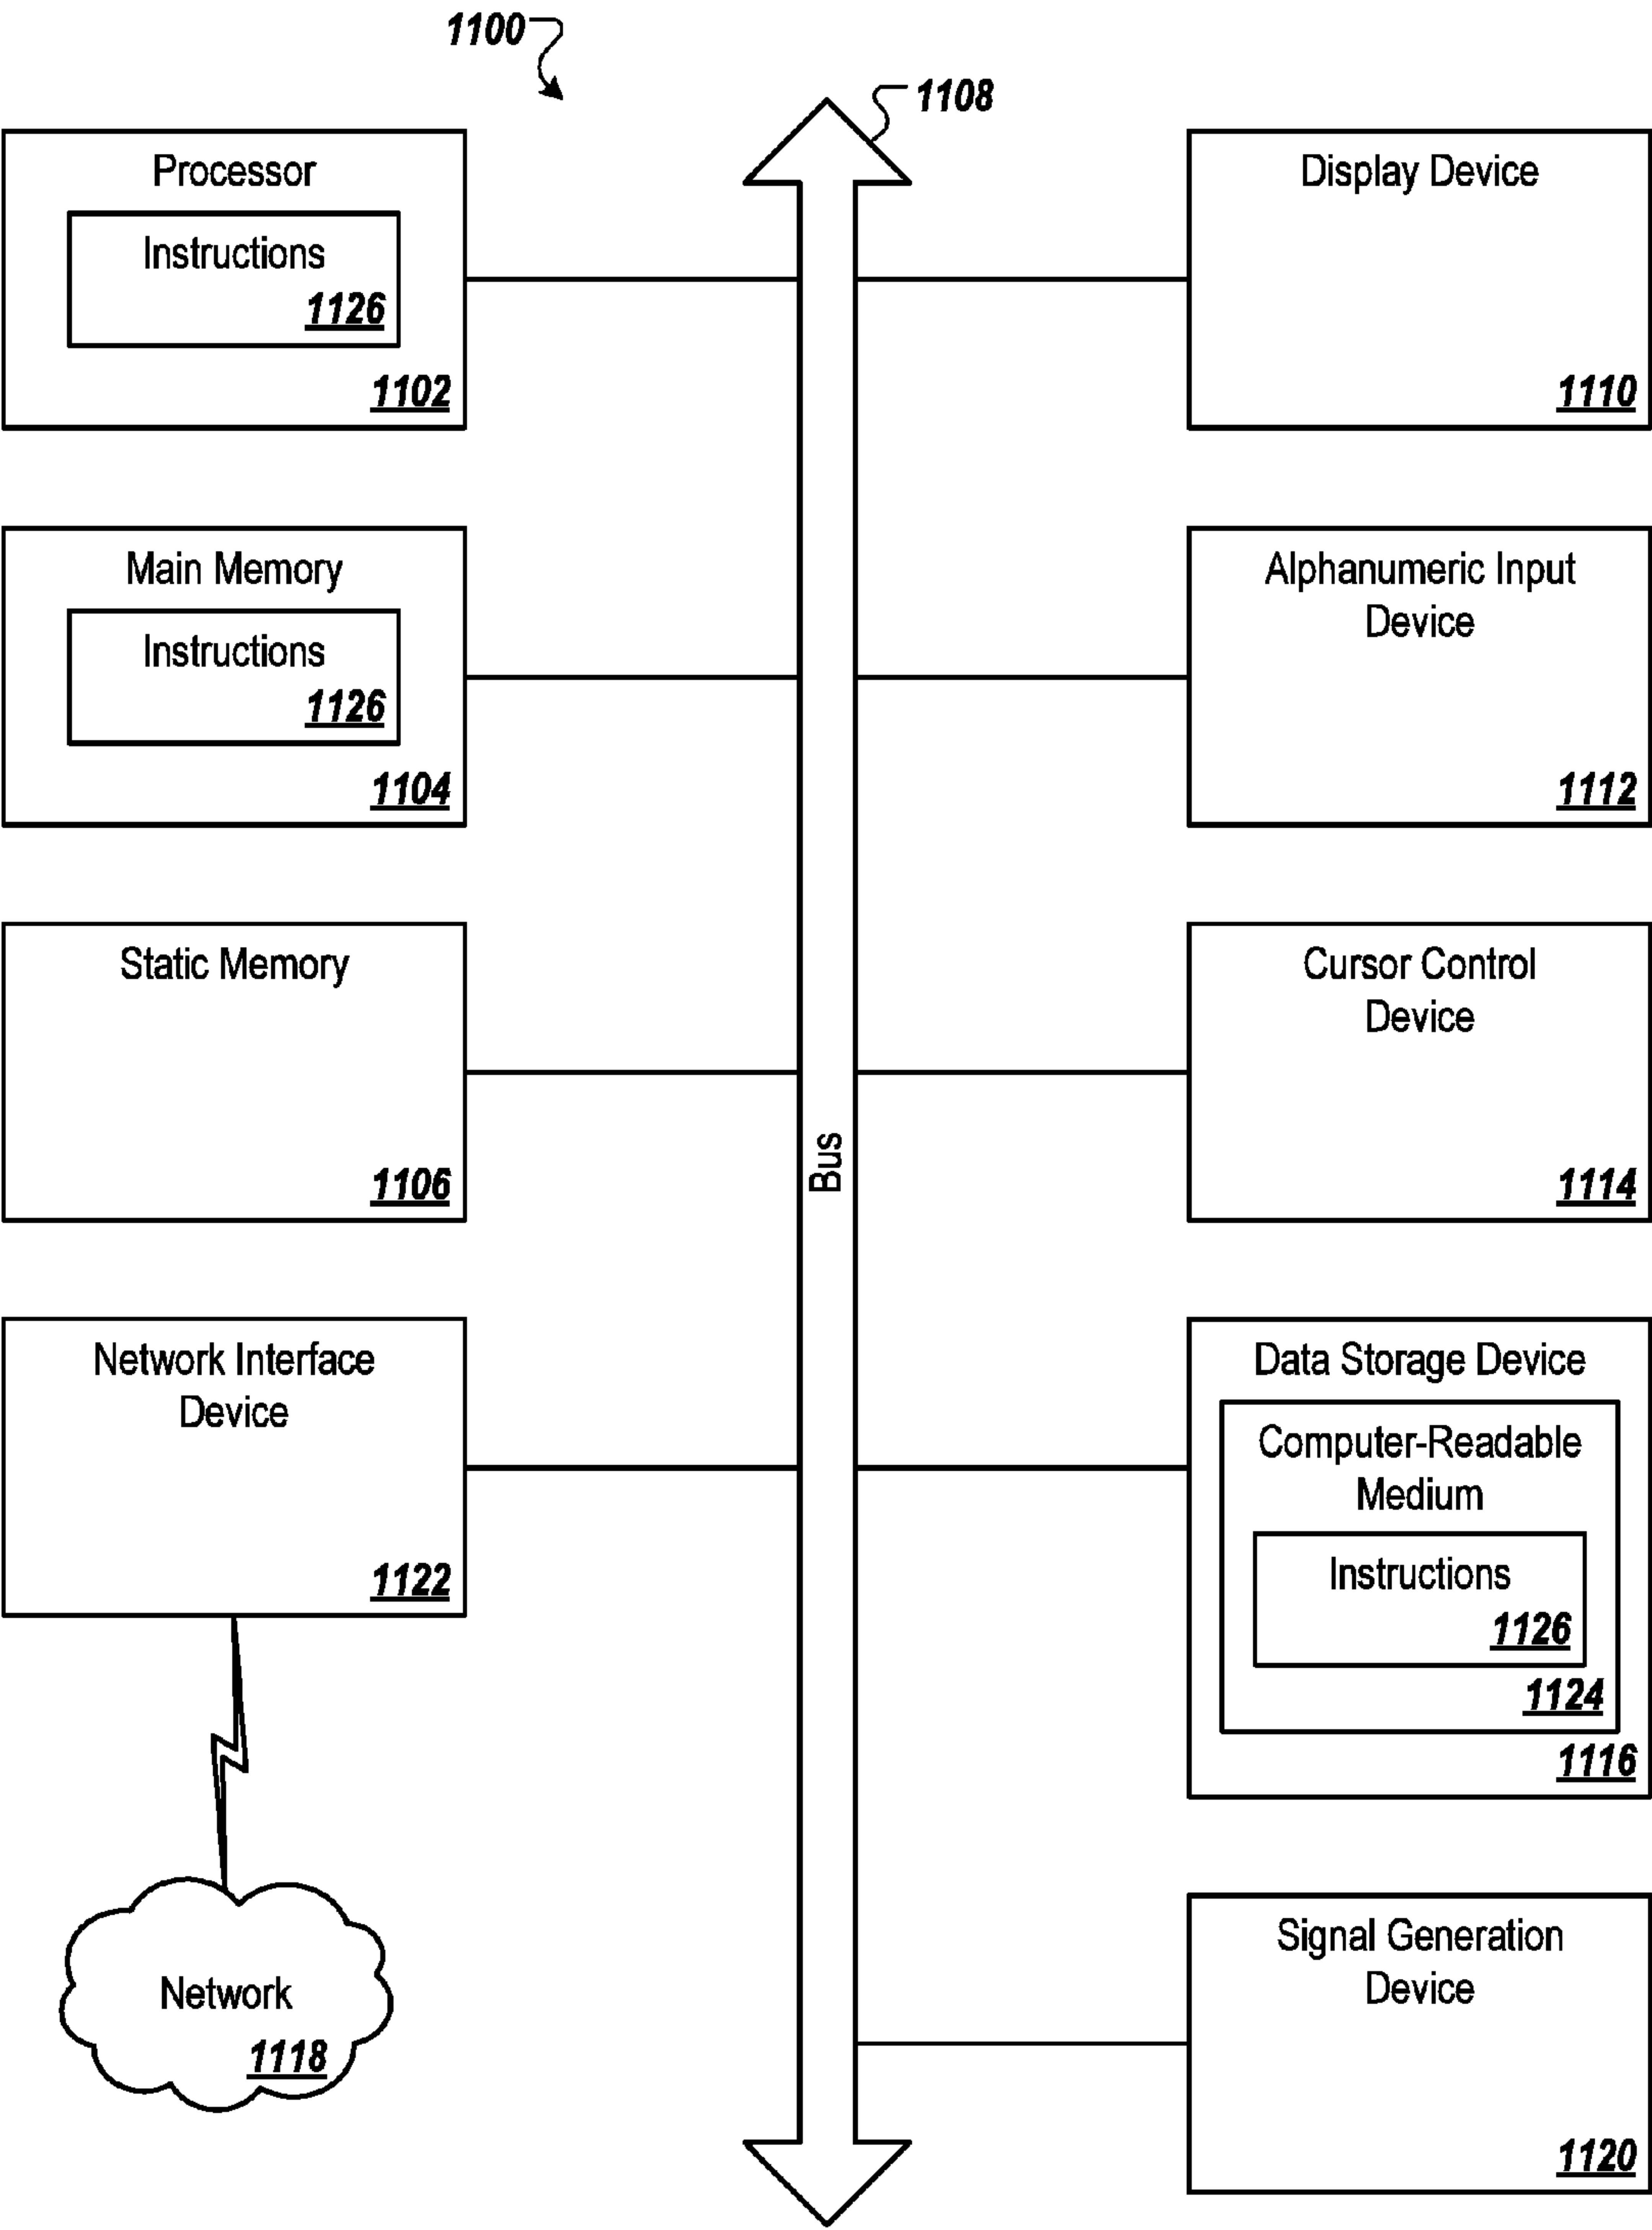 1100
1108
Processor
Instructions
1126
1102
Main Memory
Instructions
1126
1104
Static Memory
1106
Network Interface
Device
1122
Network
1118
Bus
Display Device
1110
Alphanumeric Input
Device
1112
Cursor Control
Device
1114
Data Storage Device
Computer-Readable
Medium
Instructions
1126
1124
1116
Signal Generation
Device
1120